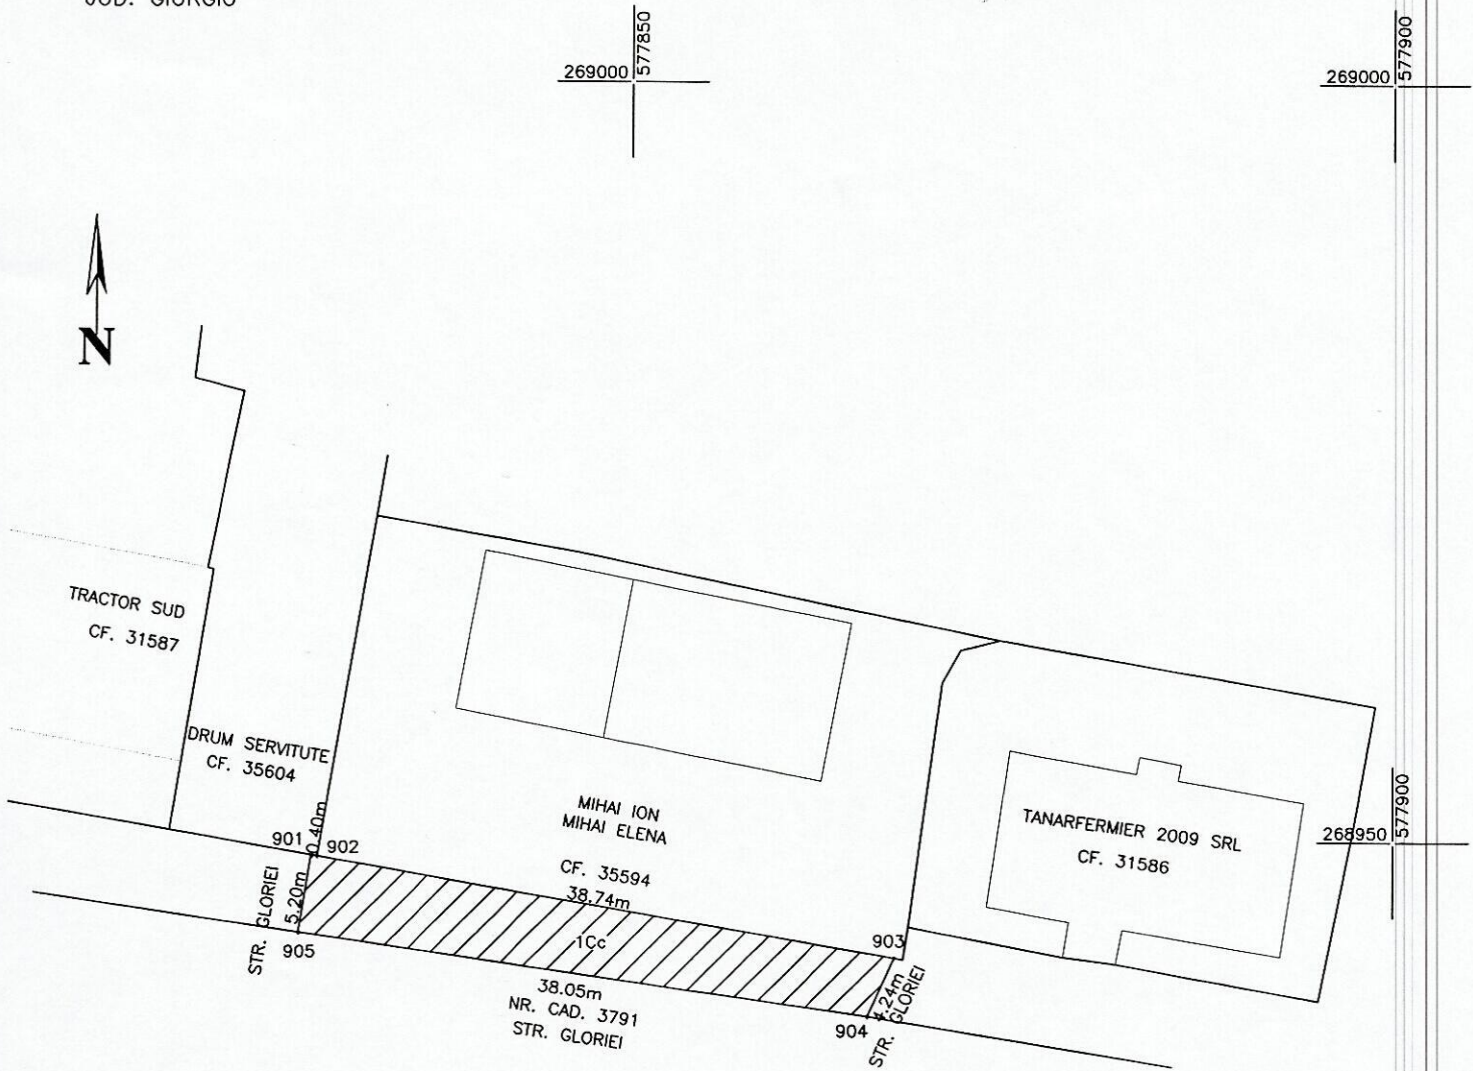 JUD. GIURGIU
577850
269000
577900
269000
N
TRACTOR SUD
CF. 31587
DRUM SERVITUTE
CF. 35604
MIHAI ION
MIHAI ELENA
CF. 35594
38.74m
TANARFERMIER 2009 SRL
CF. 31586
577900
268950
901
0.40m
902
5.20m
STR. GLORIEI
905
1Cc
903
38.05m
NR. CAD. 3791
STR. GLORIEI
904
4.24m
STR. GLORIEI